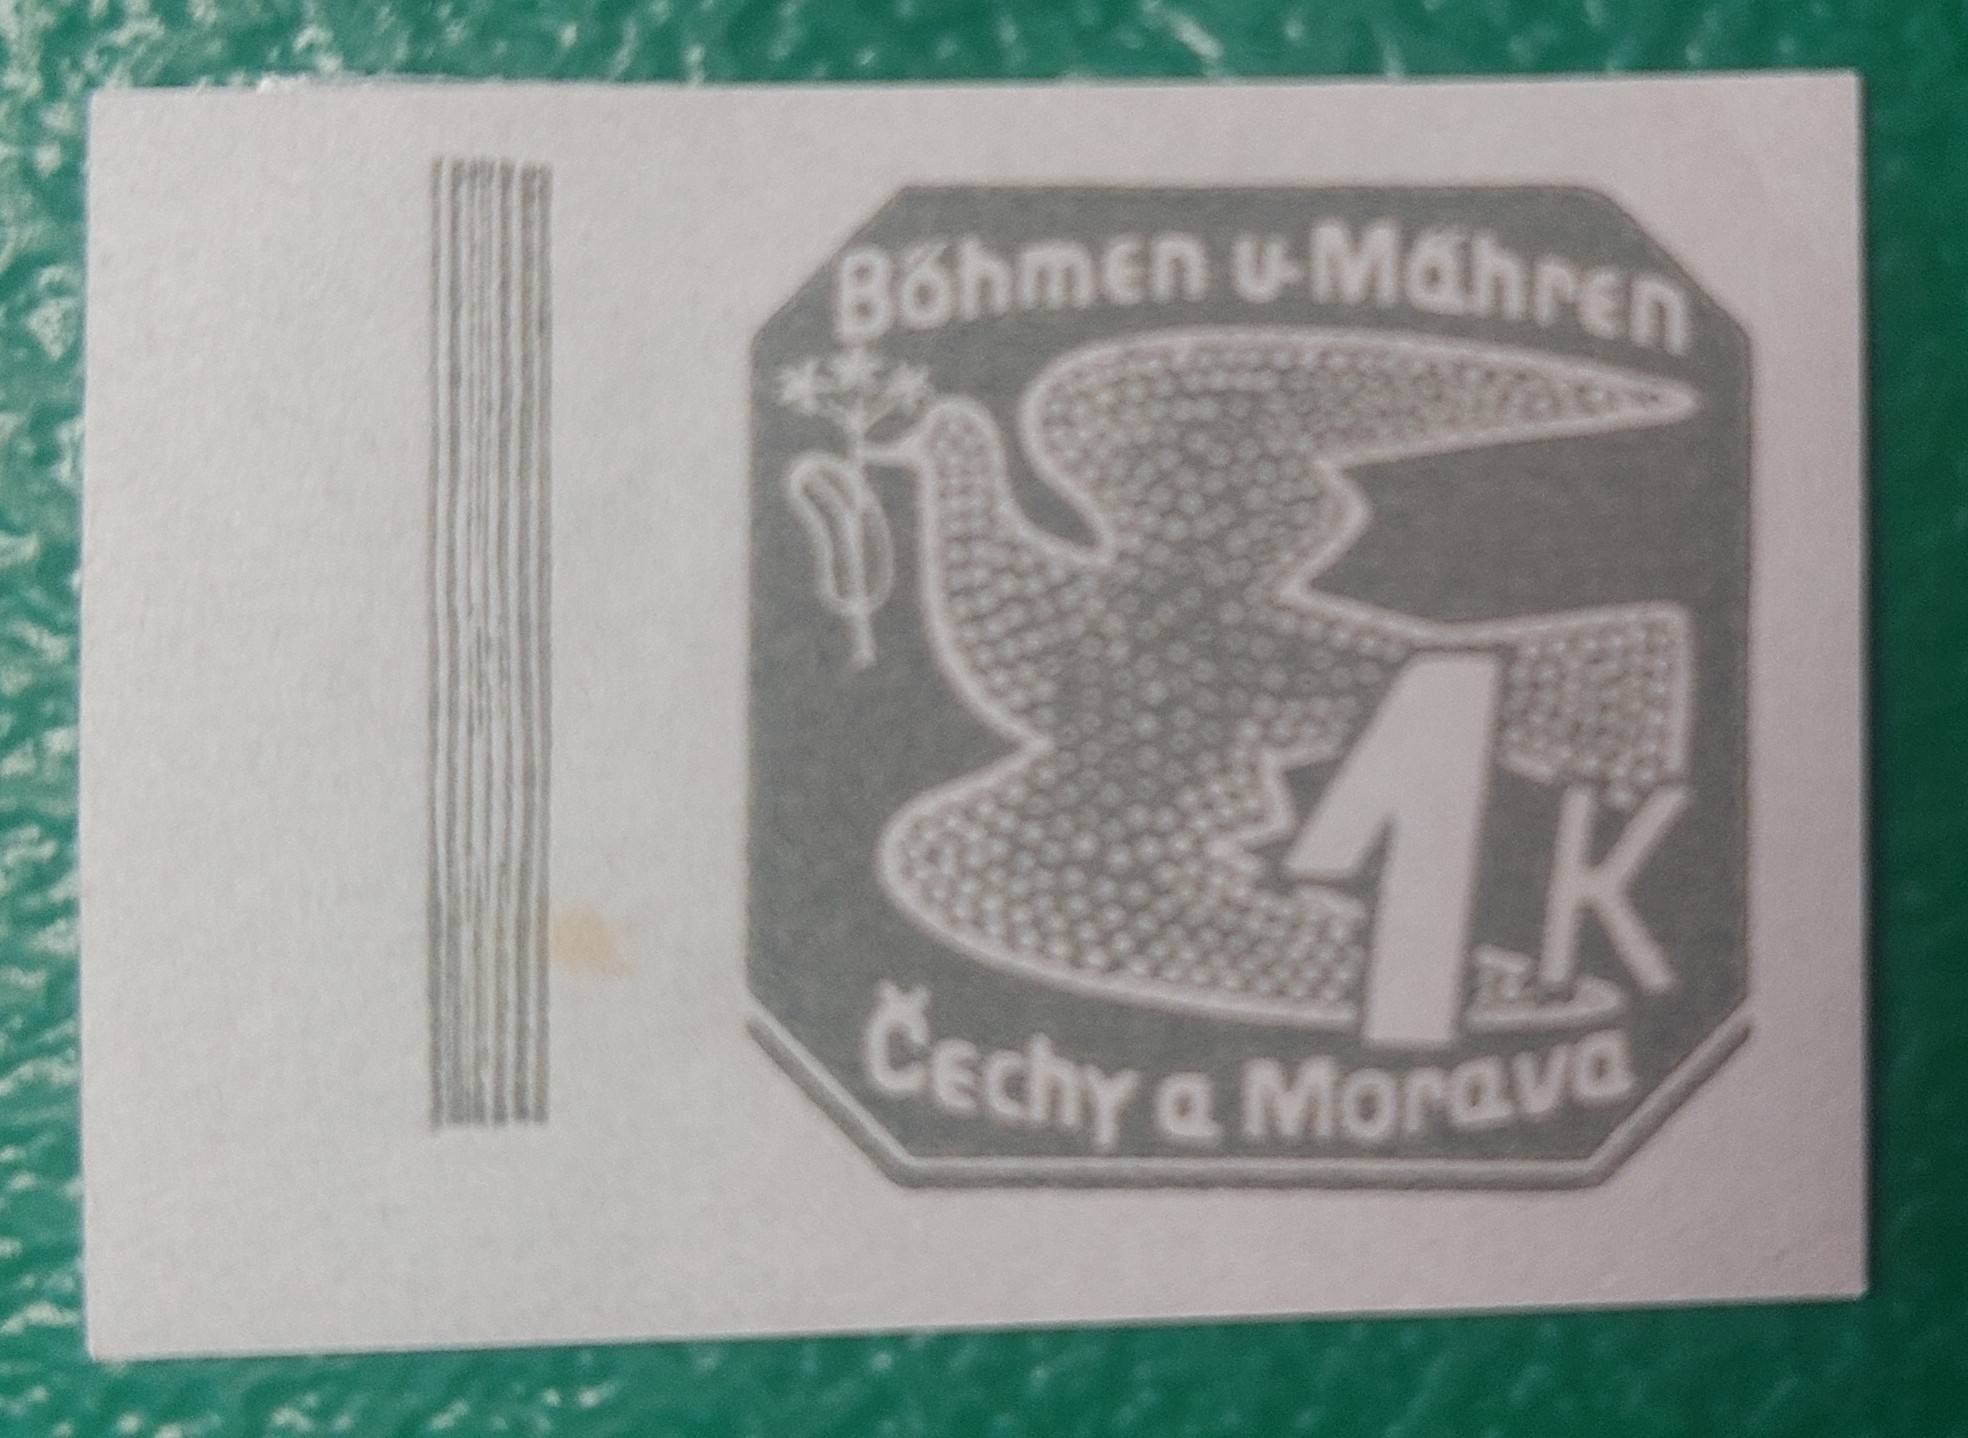 Böhmen u. Mähren
1 K
Čechy a Morava